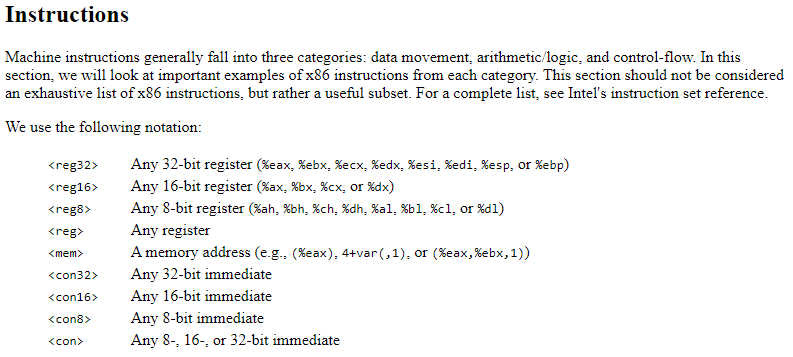 Instructions
Machine instructions generally fall into three categories: data movement, arithmetic/logic, and control-flow. In this
section, we will look at important examples of x86 instructions from each category. This section should not be considered
an exhaustive list of x86 instructions, but rather a useful subset. For a complete list, see Intel's instruction set reference.
We use the following notation:
<reg32> Any 32-bit register (%eax, %ebx, %ecx, %edx, %esi, %edi, %esp, or %ebp)
<reg16> Any 16-bit register (%ax, %bx, %cx, or %dx)
<reg8> Any 8-bit register (%ah, %bh, %ch, %dh, %al, %bl, %cl, or %dl)
<reg> Any register
<mem> A memory address (e.g., (%eax), 4+var(,1), or (%eax,%ebx,1))
<con32> Any 32-bit immediate
<con16> Any 16-bit immediate
<con8> Any 8-bit immediate
<con> Any 8-, 16-, or 32-bit immediate